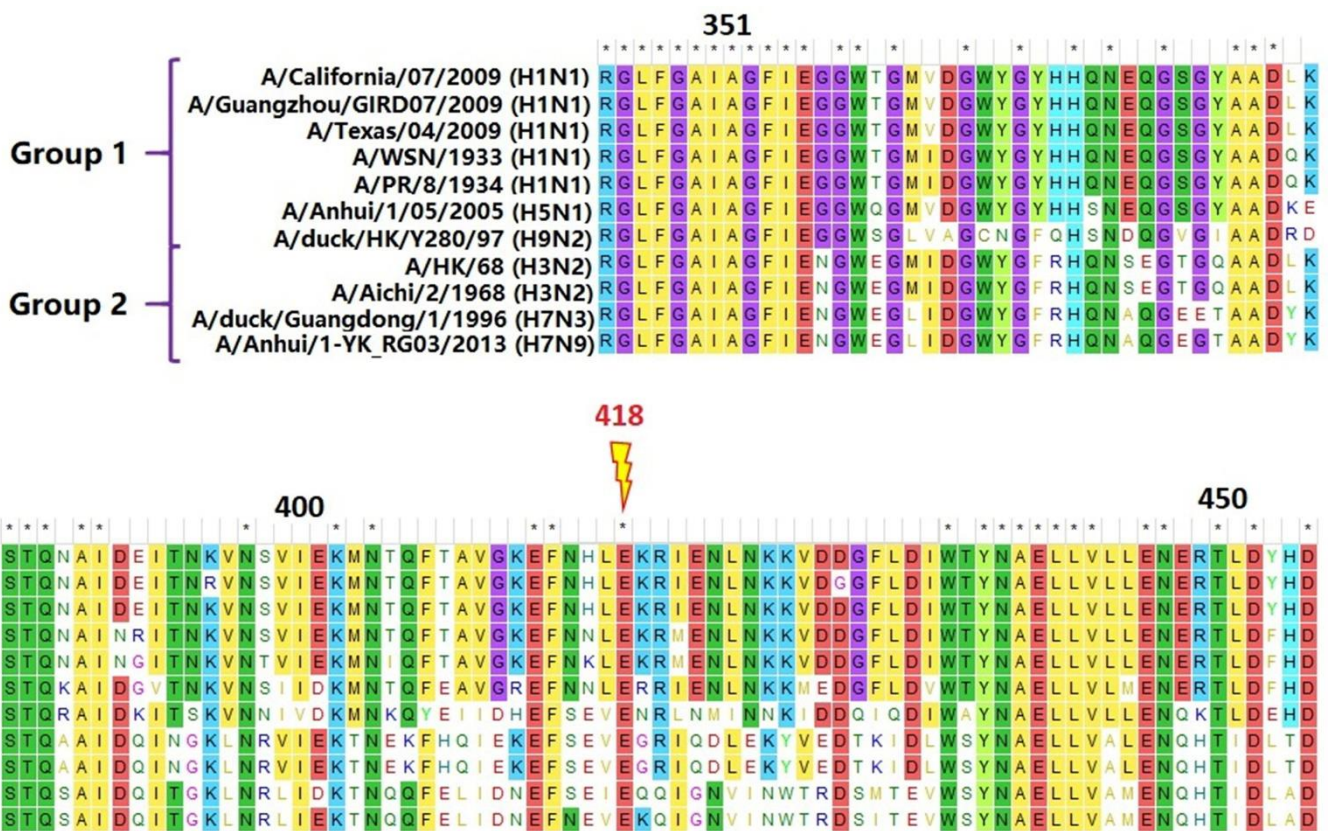 351
* * * * * * * * * * * * * * * * * * * * * * *
Group 1
A/California/07/2009 (H1N1) RGLFGAIAGFIEGGWTGMVDGWYGYHHQNEQGSGYAADLK
A/Guangzhou/GIRD07/2009 (H1N1) RGLFGAIAGFIEGGWTGMVDGWYGYHHQNEQGSGYAADLK
A/Texas/04/2009 (H1N1) RGLFGAIAGFIEGGWTGMVDGWYGYHHQNEQGSGYAADLK
A/WSN/1933 (H1N1) RGLFGAIAGFIEGGWTGMIDGWYGYHHQNEQGSGYAADQK
A/PR/8/1934 (H1N1) RGLFGAIAGFIEGGWTGMIDGWYGYHHQNEQGSGYAADQK
A/Anhui/1/05/2005 (H5N1) RGLFGAIAGFIEGGWQGMVDGWYGYHHSNEQGSGYAADKE
A/duck/HK/Y280/97 (H9N2) RGLFGAIAGFIEGGWSGLVAGCNGFQHSNDQGVGIAADRD
Group 2
A/HK/68 (H3N2) RGLFGAIAGFIENGWEGMIDGWYGFRHQNSEGTGQAADLK
A/Aichi/2/1968 (H3N2) RGLFGAIAGFIENGWEGMIDGWYGFRHQNSEGTGQAADLK
A/duck/Guangdong/1/1996 (H7N3) RGLFGAIAGFIENGWEGLIDGWYGFRHQNAQGEETAADYK
A/Anhui/1-YK_RG03/2013 (H7N9) RGLFGAIAGFIENGWEGLIDGWYGFRHQNAQGEGTAADYK
418
400 450
* * * * * * * * * * * * * * * * * * * * * * * *
STQNAIDEITNKVNSVIEKMNTQFTAVGKEFNHLEKRIENLNKKVDDGFLDIWTYNAELLVLLENERTLDYHD
STQNAIDEITNRVNSVIEKMNTQFTAVGKEFNHLEKRIENLNKKVDGGFLDIWTYNAELLVLLENERTLDYHD
STQNAIDEITNKVNSVIEKMNTQFTAVGKEFNHLEKRIENLNKKVDDGFLDIWTYNAELLVLLENERTLDYHD
STQNAINRITNKVNSVIEKMNTQFTAVGKEFNNLEKRMENLNKKVDDGFLDIWTYNAELLVLLENERTLDFHD
STQNAINGITNKVNTVIEKMNIQFTAVGKEFNKLEKRMENLNKKVDDGFLDIWTYNAELLVLLENERTLDFHD
STQKAIDGVTNKVNSIIDKMNTQFEAVGREFNNLERRIENLNKKMEDGFLDVWTYNAELLVLMENERTLDFHD
STQRAIDKITSKVNNIVDKMNKQYEIIDHEFSEVENRLNMINNKIDDQIQDIWAYNAELLVLLENQKTLDEHD
STQAAIDQINGKLNRVIEKTNEKFHQIEKEFSEVEGRIQDLEKYVEDTKIDLWSYNAELLVALENQHTIDLTD
STQAAIDQINGKLNRVIEKTNEKFHQIEKEFSEVEGRIQDLEKYVEDTKIDLWSYNAELLVALENQHTIDLTD
STQSAIDQITGKLNRLIDKTNQQFELIDNEFSEIEQQIGNVINWTRDSMTEVWSYNAELLVAMENQHTIDLAD
STQSAIDQITGKLNRLIEKTNQQFELIDNEFNEVEKQIGNVINWTRDSITEVWSYNAELLVAMENQHTIDLAD